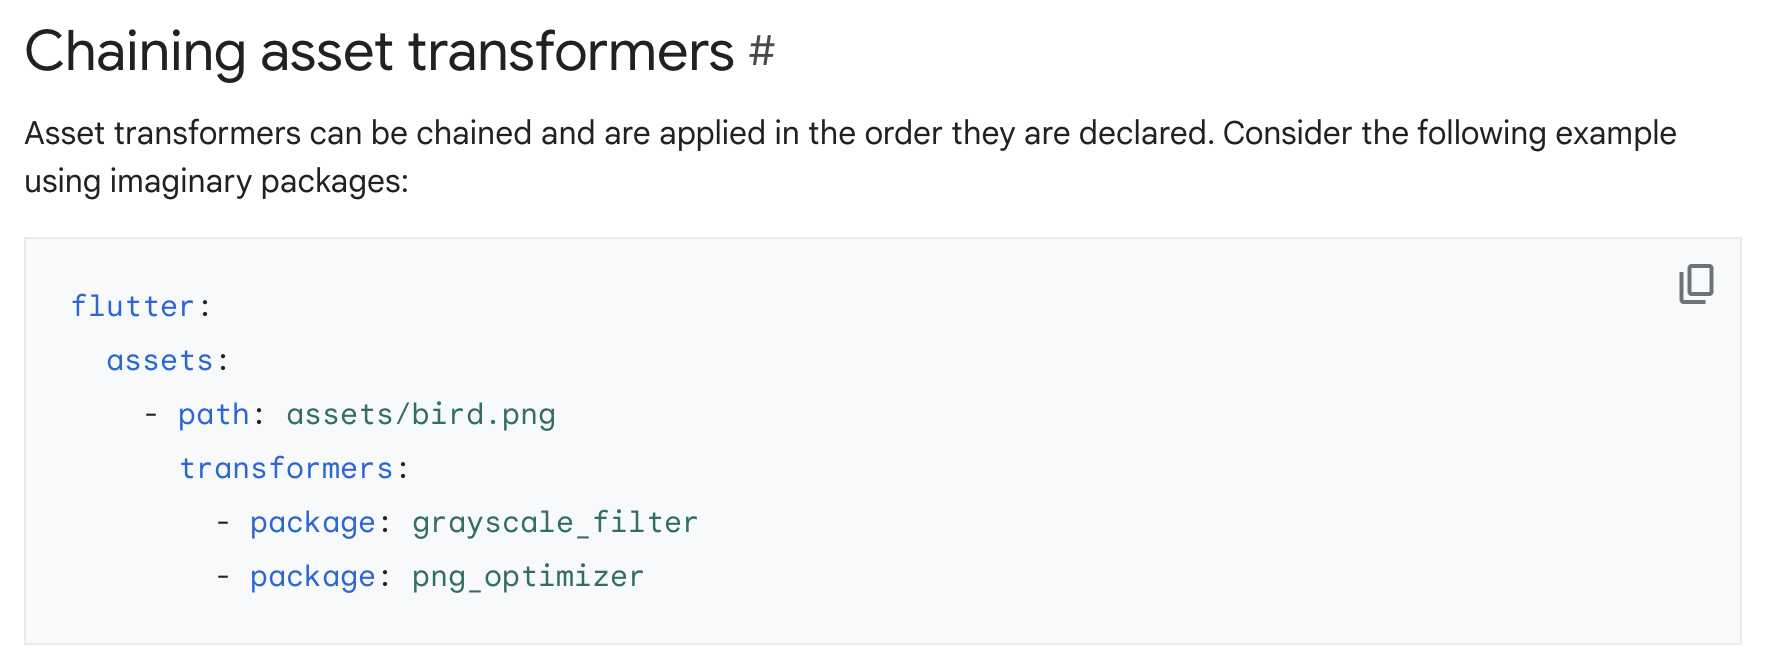 Chaining asset transformers #
Asset transformers can be chained and are applied in the order they are declared. Consider the following example
using imaginary packages:
flutter:
  assets:
    - path: assets/bird.png
      transformers:
        - package: grayscale_filter
        - package: png_optimizer